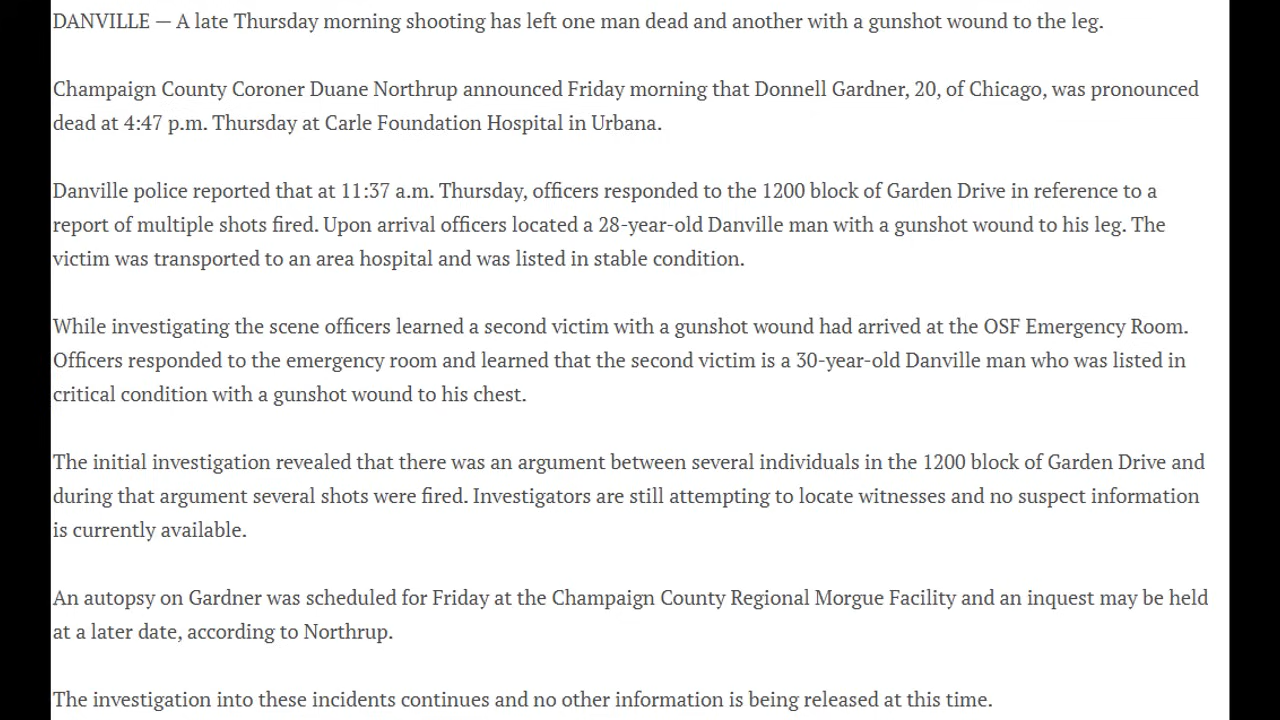 DANVILLE — A late Thursday morning shooting has left one man dead and another with a gunshot wound to the leg.
Champaign County Coroner Duane Northrup announced Friday morning that Donnell Gardner, 20, of Chicago, was pronounced
dead at 4:47 p.m. Thursday at Carle Foundation Hospital in Urbana.
Danville police reported that at 11:37 a.m. Thursday, officers responded to the 1200 block of Garden Drive in reference to a
report of multiple shots fired. Upon arrival officers located a 28-year-old Danville man with a gunshot wound to his leg. The
victim was transported to an area hospital and was listed in stable condition.
While investigating the scene officers learned a second victim with a gunshot wound had arrived at the OSF Emergency Room.
Officers responded to the emergency room and learned that the second victim is a 30-year-old Danville man who was listed in
critical condition with a gunshot wound to his chest.
The initial investigation revealed that there was an argument between several individuals in the 1200 block of Garden Drive and
during that argument several shots were fired. Investigators are still attempting to locate witnesses and no suspect information
is currently available.
An autopsy on Gardner was scheduled for Friday at the Champaign County Regional Morgue Facility and an inquest may be held
at a later date, according to Northrup.
The investigation into these incidents continues and no other information is being released at this time.